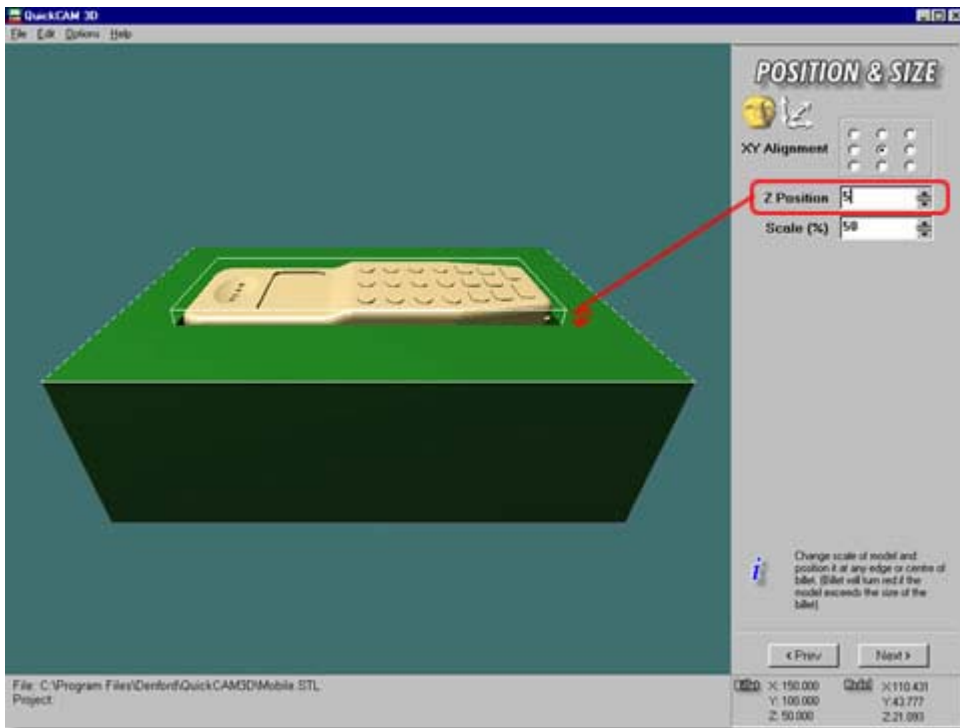 QuickCAM 3D
File Edit Options Help
POSITION & SIZE
XY Alignment
Z Position 5
Scale (%) 50
Change scale of model and
position it at any edge or centre of
billet. (Billet will turn red if the
model exceeds the size of the
billet)
< Prev Next >
File: C:\Program Files\Denford\QuickCAM3D\Mobile.STL
Project:
X: 150.000 X:110.431
Y: 100.000 Y:43.777
Z: 50.000 Z:21.093